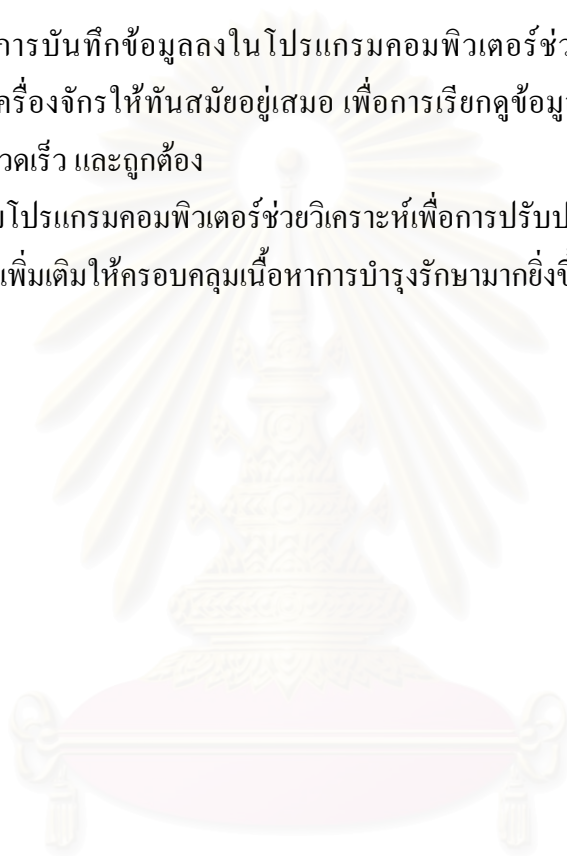 การบันทึกข้อมูลลงในโปรแกรมคอมพิวเตอร์ช่ว
ครื่องจักรให้ทันสมัยอยู่เสมอ เพื่อการเรียกดูข้อมู
วดเร็ว และถูกต้อง
โปรแกรมคอมพิวเตอร์ช่วยวิเคราะห์เพื่อการปรับป
เพิ่มเติมให้ครอบคลุมเนื้อหาการบำรุงรักษามากยิ่งขึ้